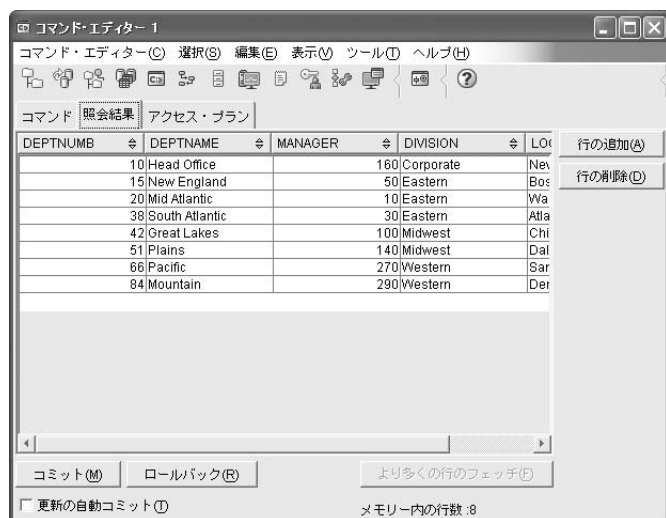 コマンド・エディター 1
コマンド・エディター(C) 選択(S) 編集(E) 表示(V) ツール(T) ヘルプ(H)
コマンド 照会結果 アクセス・プラン
DEPTNUMB DEPTNAME MANAGER DIVISION LO 行の追加(A)
10 Head Office 160 Corporate
15 New England 50 Eastern Bos 行の削除(D)
20 Mid Atlantic 10 Eastern Wa
38 South Atlantic 30 Eastern Atla
42 Great Lakes 100 Midwest Chi
51 Plains 140 Midwest Dal
66 Pacific 270 Western
84 Mountain 290 Western
コミット(M) ロールバック(R) より多くの行のフェッチ(F)
更新の自動コミット(T) メモリー内の行数 :8